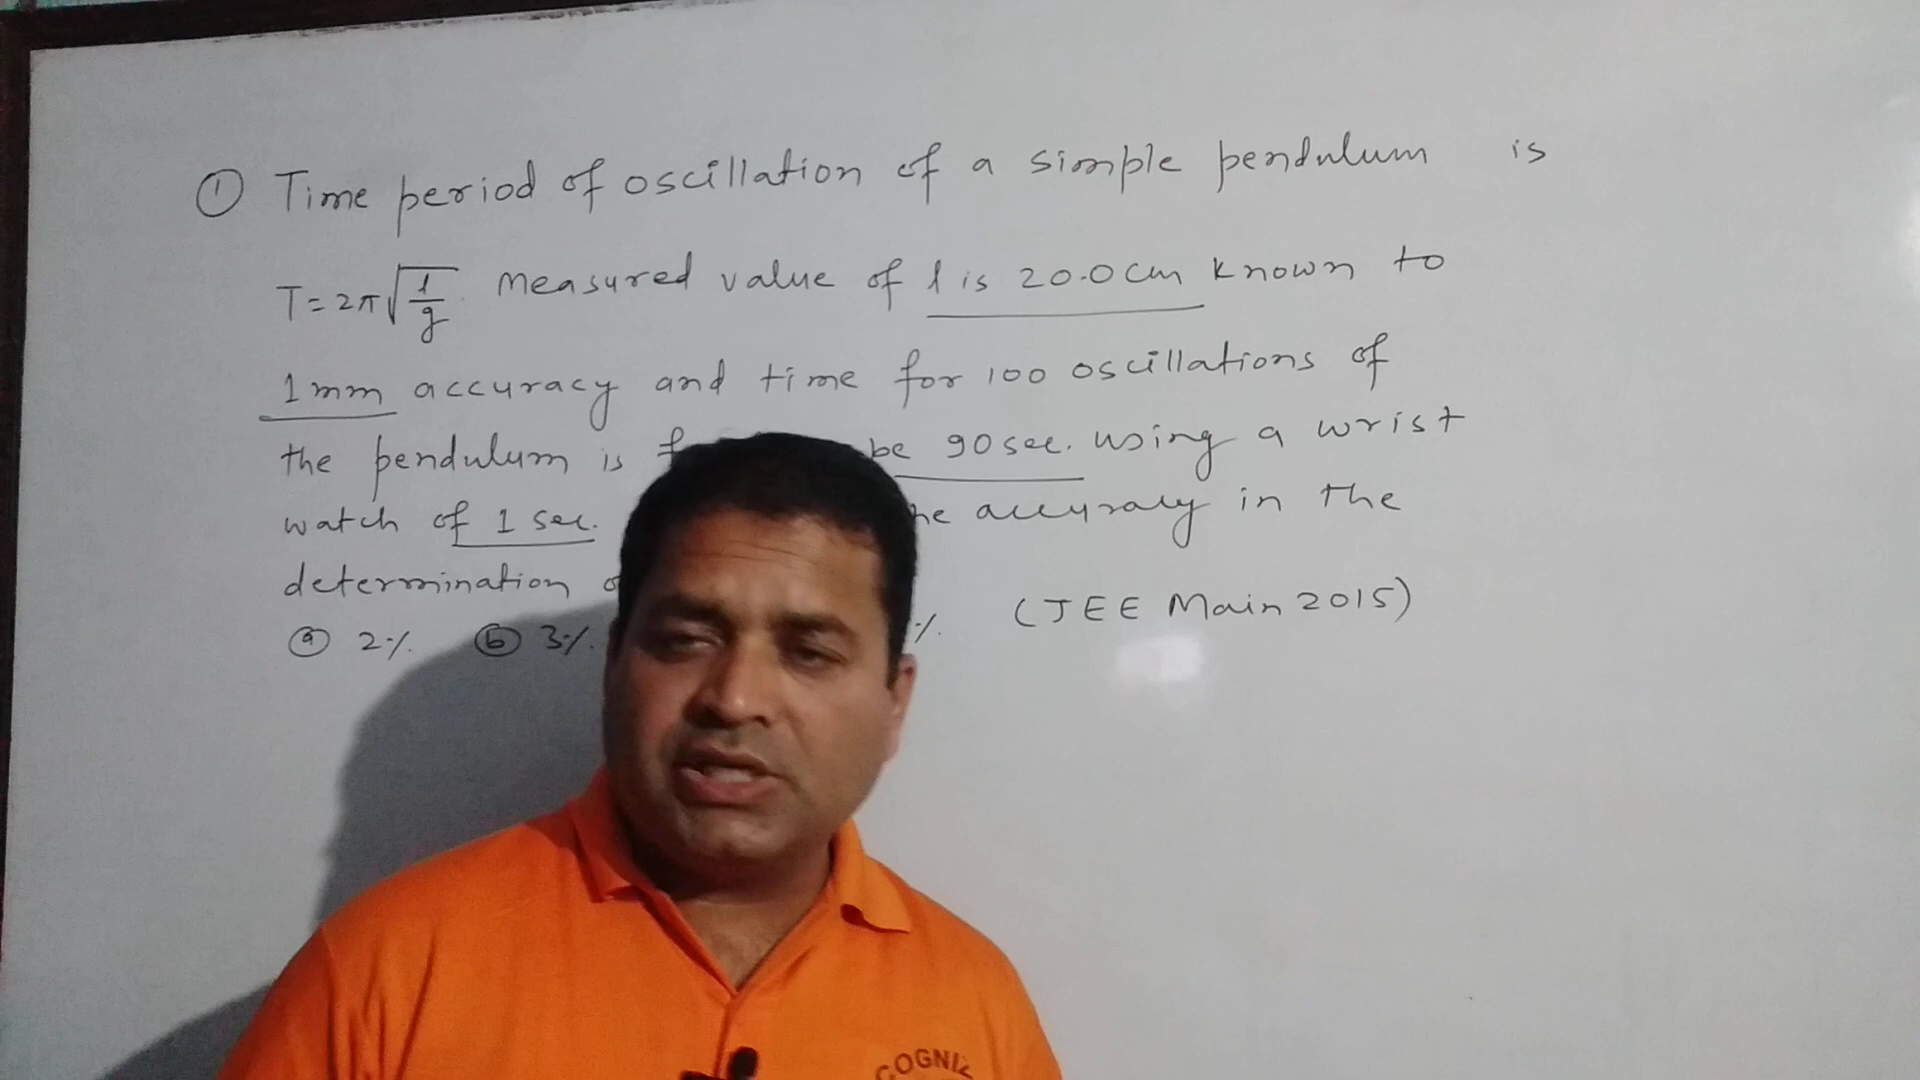 ① Time period of oscillation of a simple pendulum is
T=2π√(l/g). Measured value of l is 20.0 cm known to
1mm accuracy and time for 100 oscillations of
the pendulum is be 90 sec. using a wrist
watch of 1 sec. accuracy in the
determination
ⓐ 2% ⓑ 3% %. (JEE Main 2015)
COGNI